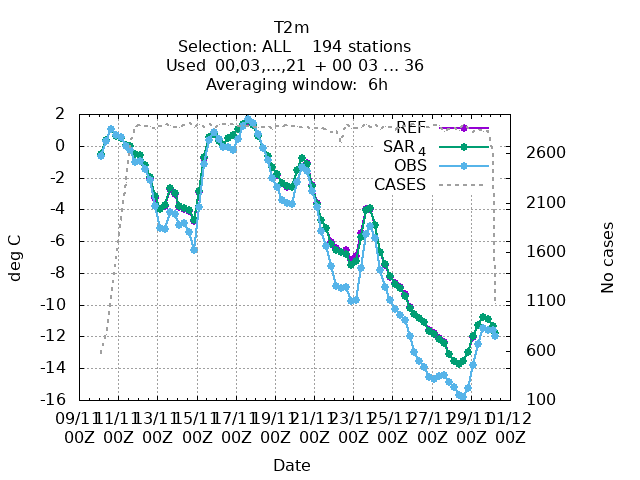 T2m
Selection: ALL    194 stations
Used  00,03,...,21  + 00 03 ... 36
Averaging window:  6h
REF
SAR 4
OBS
CASES
deg C
2
0
-2
-4
-6
-8
-10
-12
-14
-16
No cases
2600
2100
1600
1100
600
100
09/11 11/11 13/11 15/11 17/11 19/11 21/11 23/11 25/11 27/11 29/11 01/12
00Z 00Z 00Z 00Z 00Z 00Z 00Z 00Z 00Z 00Z 00Z 00Z
Date